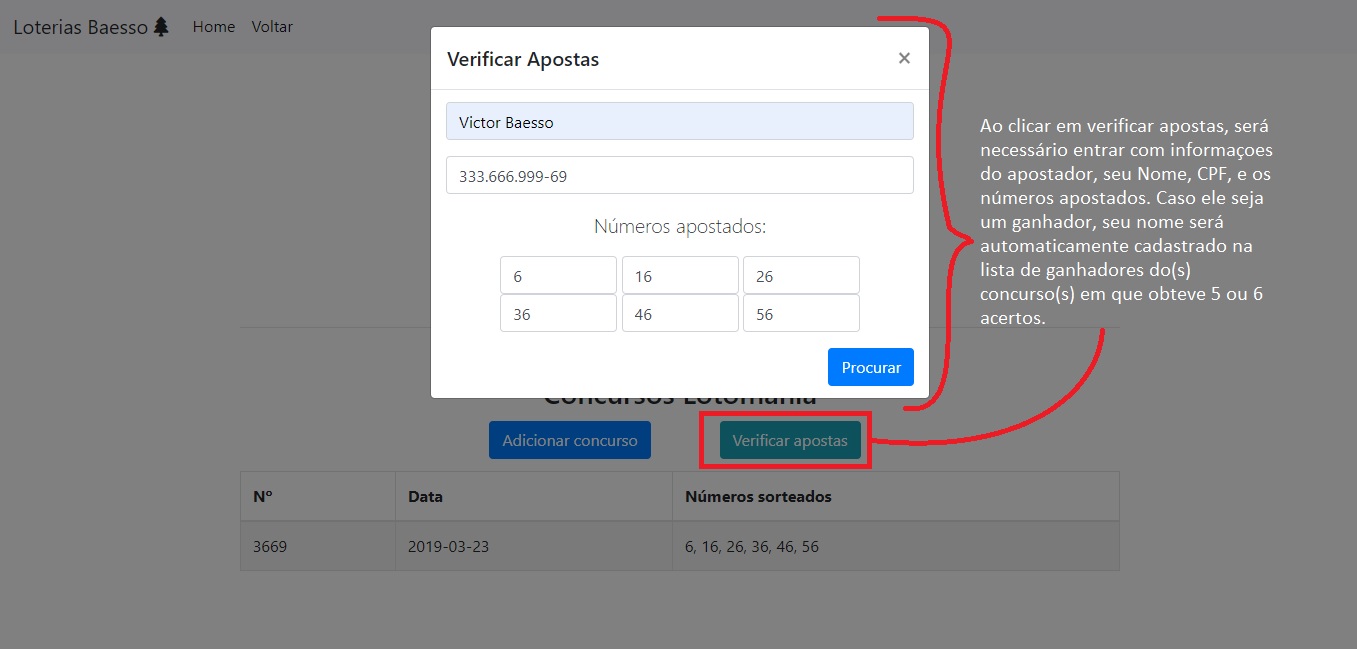 Loterias Baesso Home Voltar
Verificar Apostas ×
Victor Baesso
333.666.999-69
Números apostados:
6 16 26
36 46 56
Procurar
Ao clicar em verificar apostas, será
necessário entrar com informaçoes
do apostador, seu Nome, CPF, e os
números apostados. Caso ele seja
um ganhador, seu nome será
automaticamente cadastrado na
lista de ganhadores do(s)
concurso(s) em que obteve 5 ou 6
acertos.
Concursos Lotomania
Adicionar concurso Verificar apostas
Nº Data Números sorteados
3669 2019-03-23 6, 16, 26, 36, 46, 56